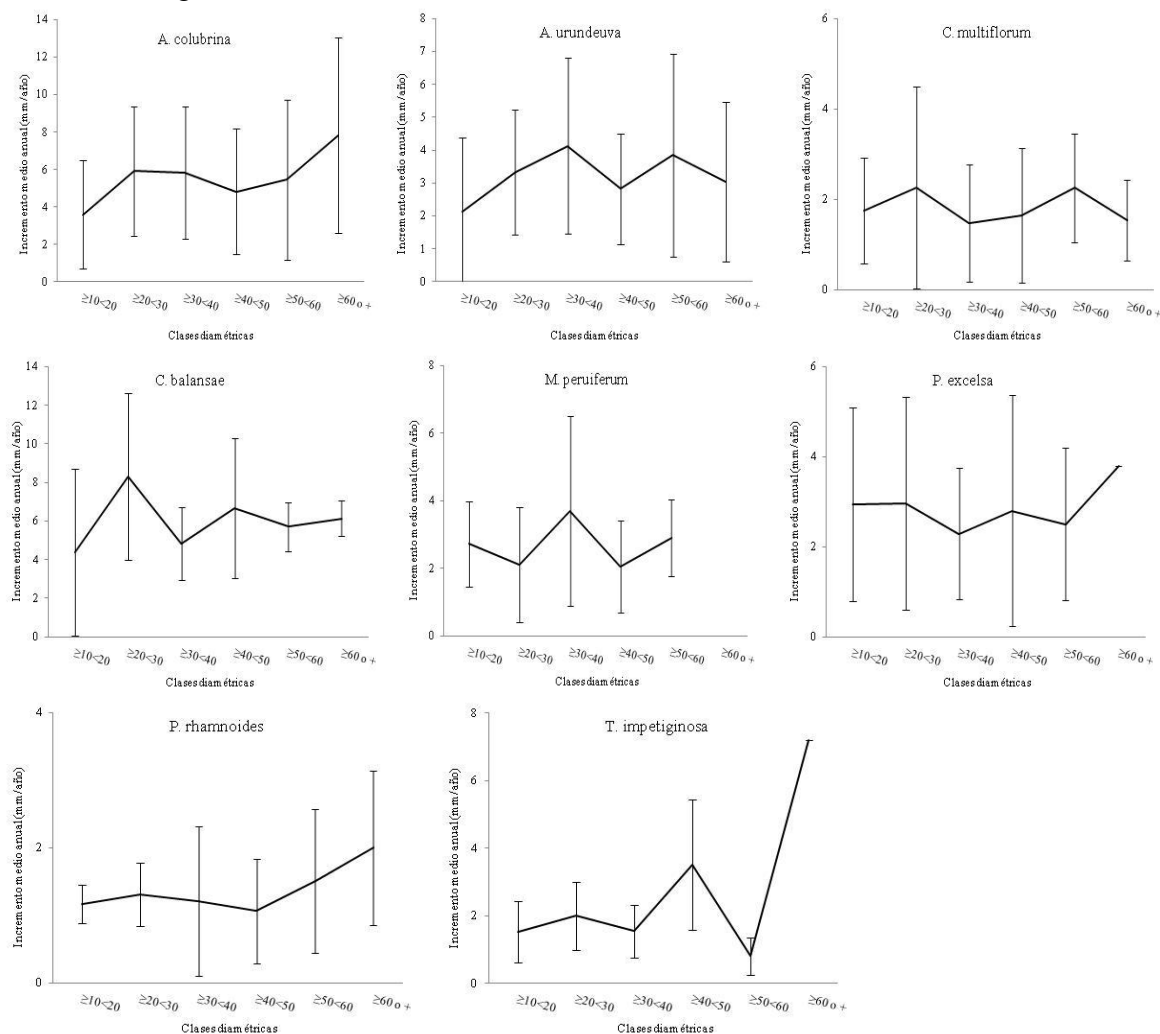 A. colubrina
Incremento medio anual (mm/año)
14
12
10
8
6
4
2
0
≥10<20 ≥20<30 ≥30<40 ≥40<50 ≥50<60 ≥60 o +
Clases diamétricas
A. urundeuva
Incremento medio anual (mm/año)
8
7
6
5
4
3
2
1
0
≥10<20 ≥20<30 ≥30<40 ≥40<50 ≥50<60 ≥60 o +
Clases diamétricas
C. multiflorum
Incremento medio anual (mm/año)
6
4
2
0
≥10<20 ≥20<30 ≥30<40 ≥40<50 ≥50<60 ≥60 o +
Clases diamétricas
C. balansae
Incremento medio anual (mm/año)
14
12
10
8
6
4
2
0
≥10<20 ≥20<30 ≥30<40 ≥40<50 ≥50<60 ≥60 o +
Clases diamétricas
M. peruiferum
Incremento medio anual (mm/año)
8
6
4
2
0
≥10<20 ≥20<30 ≥30<40 ≥40<50 ≥50<60 ≥60 o +
Clases diamétricas
P. excelsa
Incremento medio anual (mm/año)
6
4
2
0
≥10<20 ≥20<30 ≥30<40 ≥40<50 ≥50<60 ≥60 o +
Clases diamétricas
P. rhamnoides
Incremento medio anual (mm/año)
4
2
0
≥10<20 ≥20<30 ≥30<40 ≥40<50 ≥50<60 ≥60 o +
Clases diamétricas
T. impetiginosa
Incremento medio anual (mm/año)
8
6
4
2
0
≥10<20 ≥20<30 ≥30<40 ≥40<50 ≥50<60 ≥60 o +
Clases diamétricas